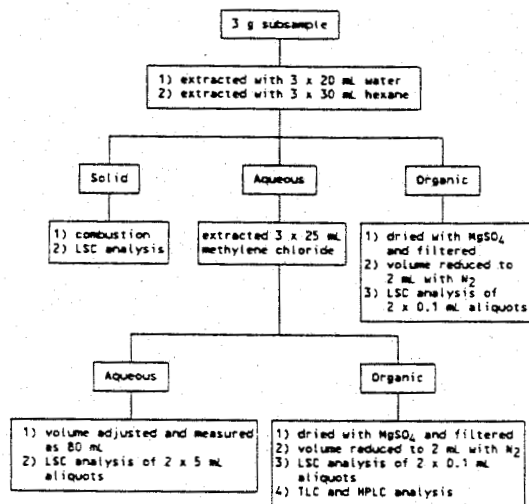 3 g subsample
1) extracted with 3 x 20 mL water
2) extracted with 3 x 30 mL hexane
Solid
Aqueous
Organic
1) combustion
2) LSC analysis
extracted 3 x 25 mL
methylene chloride
1) dried with MgSO₄
and filtered
2) volume reduced to
2 mL with N₂
3) LSC analysis of
2 x 0.1 mL aliquots
Aqueous
Organic
1) volume adjusted and measured
as 80 mL
2) LSC analysis of 2 x 5 mL
aliquots
1) dried with MgSO₄ and filtered
2) volume reduced to 2 mL with N₂
3) LSC analysis of 2 x 0.1 mL
aliquots
4) TLC and HPLC analysis